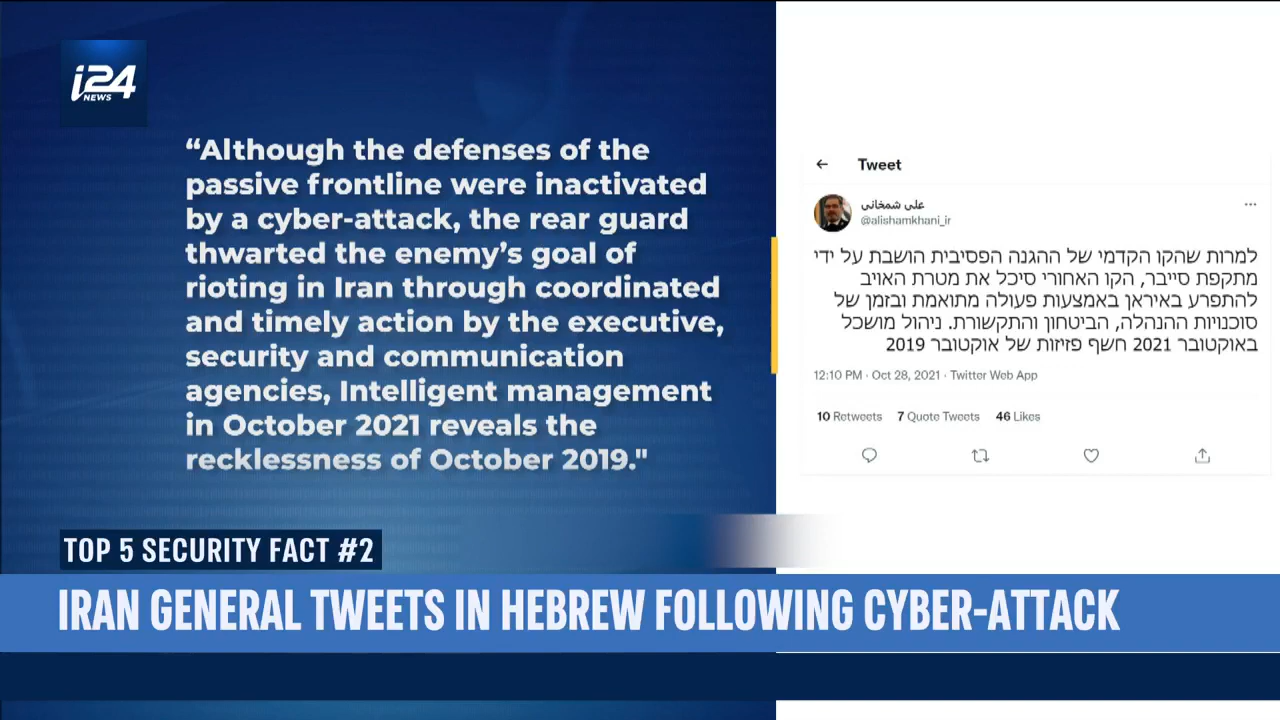 i24
NEWS
“Although the defenses of the
passive frontline were inactivated
by a cyber-attack, the rear guard
thwarted the enemy’s goal of
rioting in Iran through coordinated
and timely action by the executive,
security and communication
agencies, Intelligent management
in October 2021 reveals the
recklessness of October 2019."
Tweet
علی شمخانی
@alishamkhani_ir
למרות שהקו הקדמי של ההגנה הפסיבית הושבת על ידי
מתקפת סייבר, הקו האחורי סיכל את מטרת האויב
להתפרע באיראן באמצעות פעולה מתואמת ובזמן של
סוכנויות ההנהלה, הביטחון והתקשורת. ניהול מושכל
באוקטובר 2021 חשף פזיזות של אוקטובר 2019
12:10 PM · Oct 28, 2021 · Twitter Web App
10 Retweets 7 Quote Tweets 46 Likes
TOP 5 SECURITY FACT #2
IRAN GENERAL TWEETS IN HEBREW FOLLOWING CYBER-ATTACK